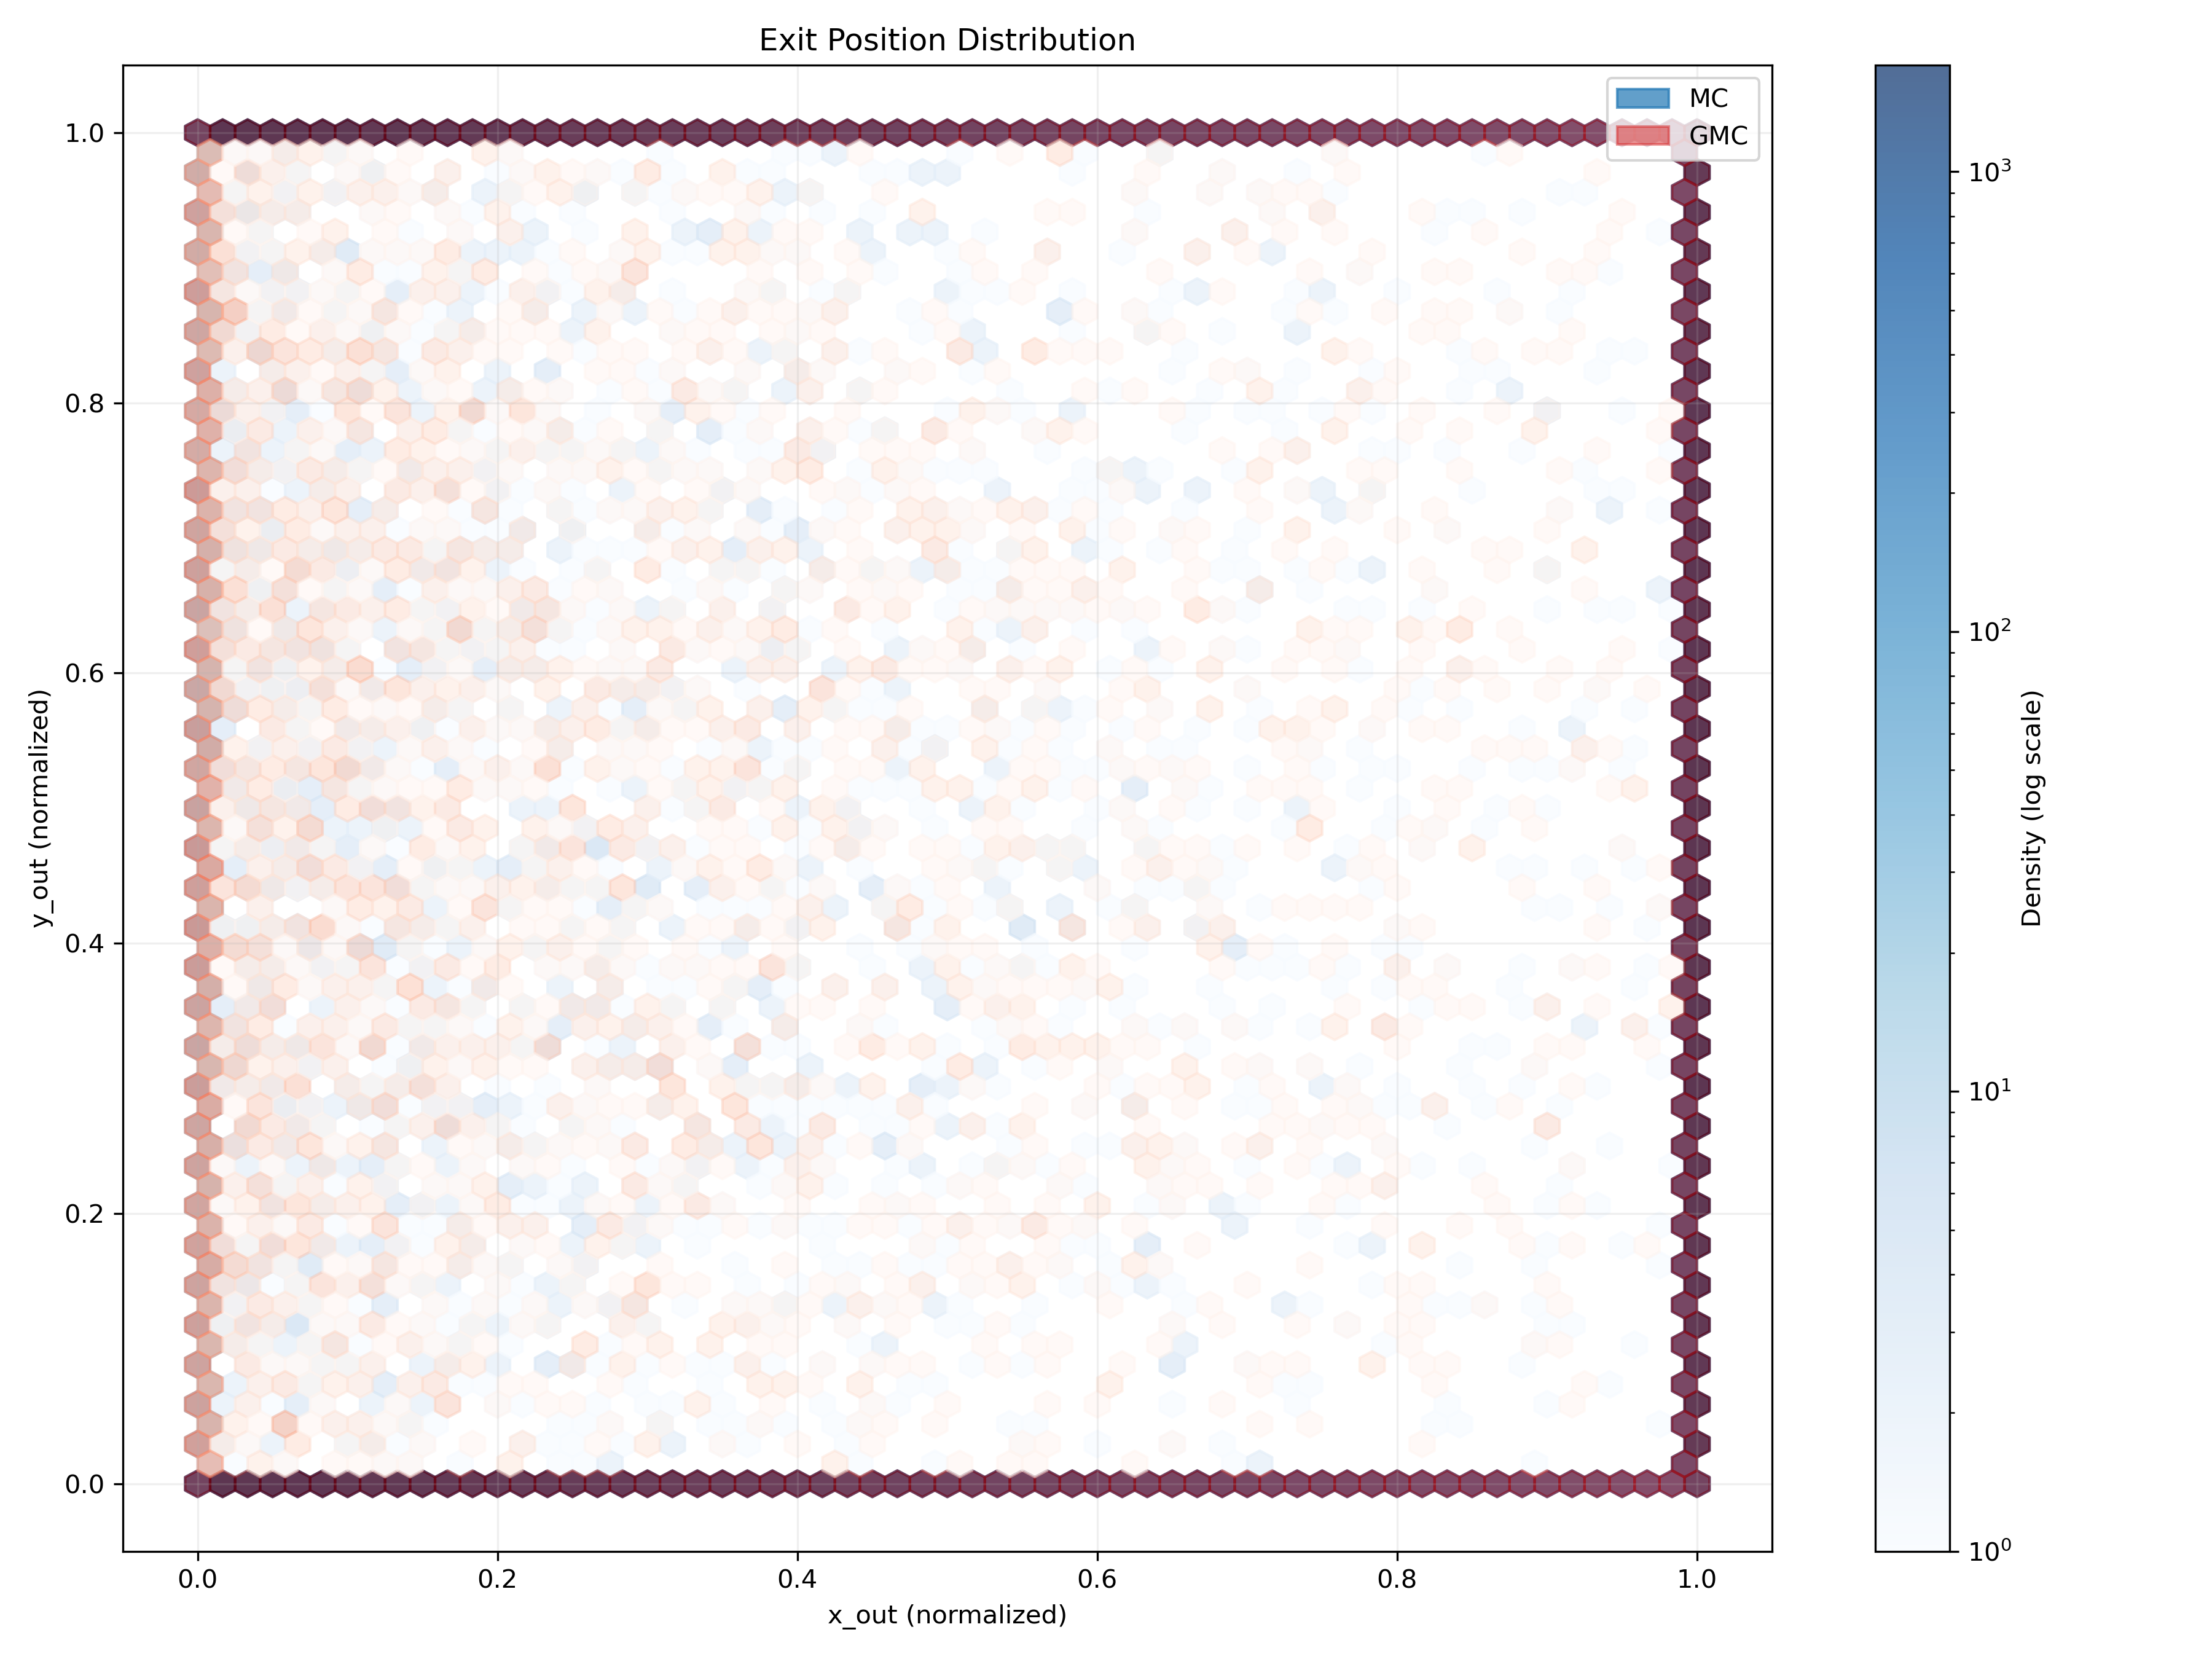 Exit Position Distribution
MC
GMC
1.0
0.8
0.6
0.4
0.2
0.0
y_out (normalized)
0.0 0.2 0.4 0.6 0.8 1.0
x_out (normalized)
10³
10²
10¹
10⁰
Density (log scale)